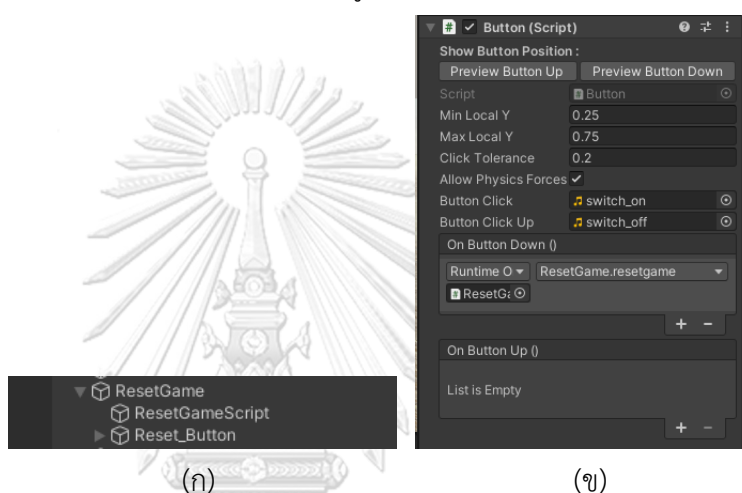 Button (Script)
Show Button Position :
Preview Button Up Preview Button Down
Script Button
Min Local Y 0.25
Max Local Y 0.75
Click Tolerance 0.2
Allow Physics Forces
Button Click switch_on
Button Click Up switch_off
On Button Down ()
Runtime O ResetGame.resetgame
ResetGa
On Button Up ()
List is Empty
ResetGame
ResetGameScript
Reset_Button
(ก) (ข)